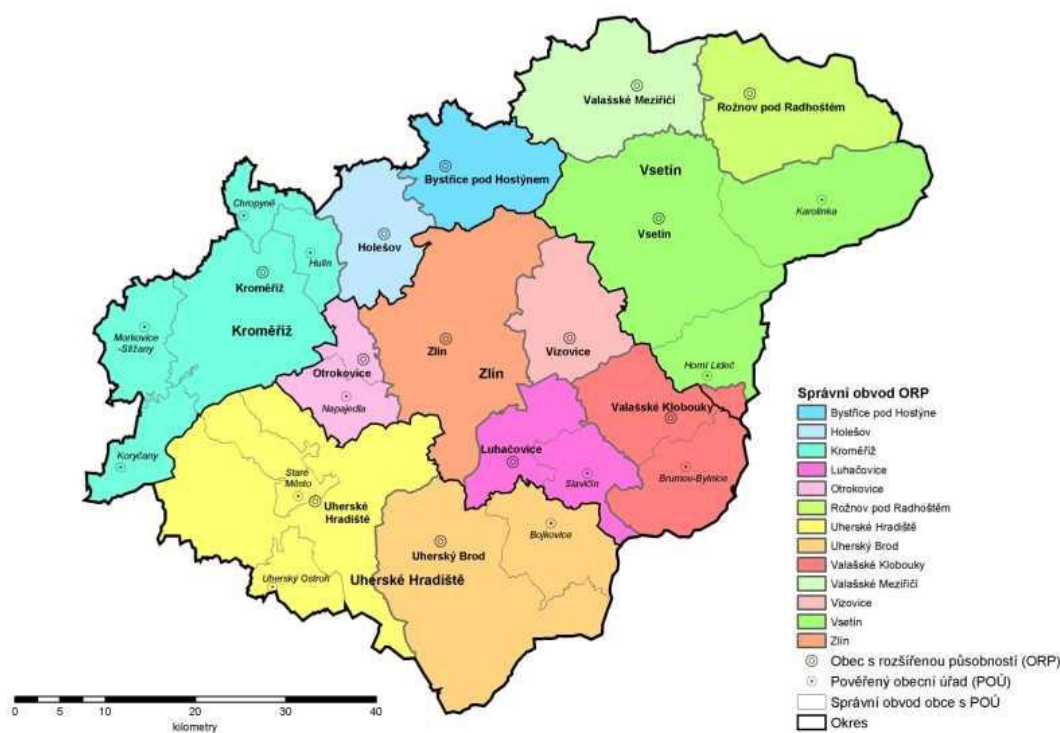 Valašské Meziříčí
Rožnov pod Radhoštěm
Bystřice pod Hostýnem
Vsetín
Karolinka
Chropyně
Holešov
Vsetín
Hulín
Kroměříž
Kroměříž
Morkovice
-Slížany
Zlín
Vizovice
Otrokovice
Zlín
Horní Lideč
Napajedla
Valašské Klobouky
Luhačovice
Koryčany
Staré
Město
Slavičín
Brumov-Bylnice
Uherské
Hradiště
Bojkovice
Uherský Brod
Uherský Ostroh
Uherské Hradiště
Správní obvod ORP
Bystřice pod Hostýne
Holešov
Kroměříž
Luhačovice
Otrokovice
Rožnov pod Radhoštěm
Uherské Hradiště
Uherský Brod
Valašské Klobouky
Valašské Meziříčí
Vizovice
Vsetín
Zlín
Obec s rozšířenou působností (ORP)
Pověřený obecní úřad (POÚ)
Správní obvod obce s POÚ
Okres
0 5 10 20 30 40
kilometry